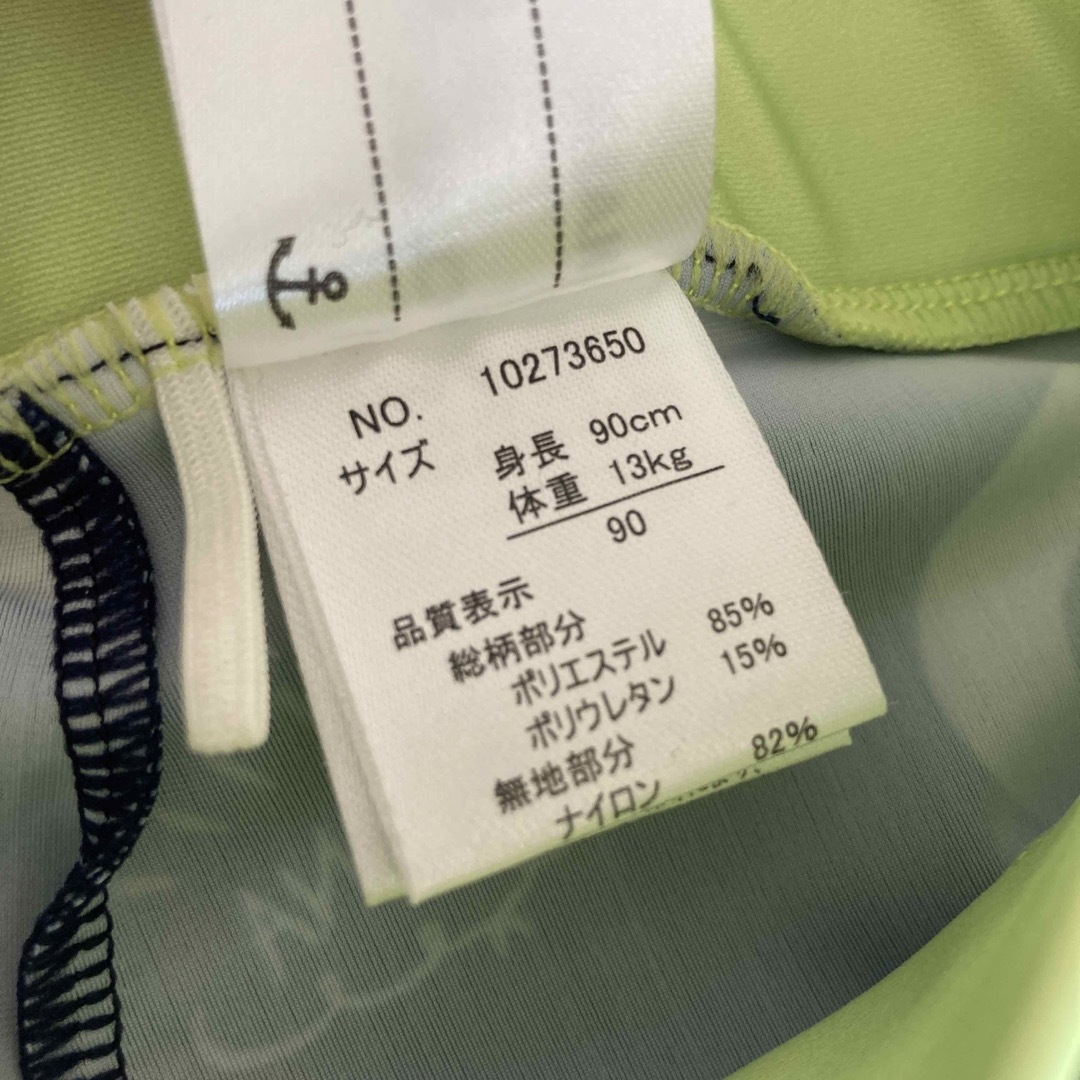 NO. 10273650
サイズ 身長 90cm
体重 13kg
90
品質表示
総柄部分
ポリエステル 85%
ポリウレタン 15%
無地部分
ナイロン 82%